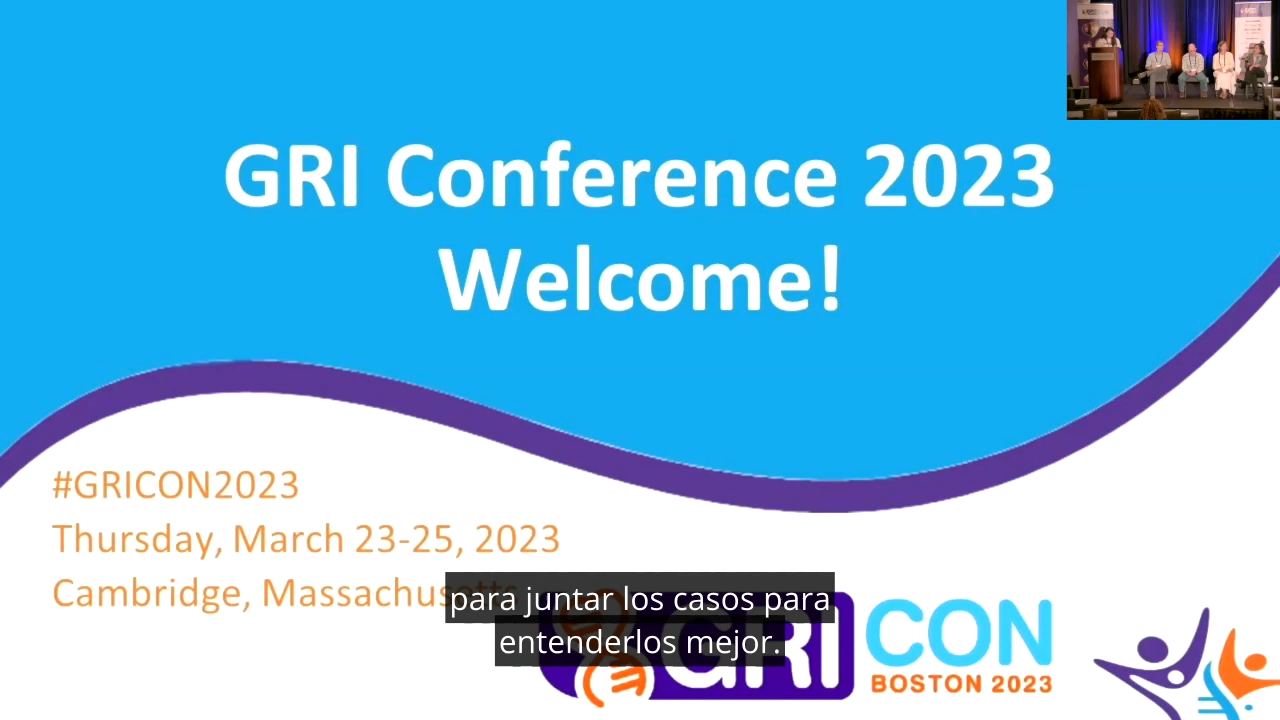 GRI Conference 2023
Welcome!
#GRICON2023
Thursday, March 23-25, 2023
Cambridge, Massachusetts
para juntar los casos para
entenderlos mejor.
GRI CON
BOSTON 2023